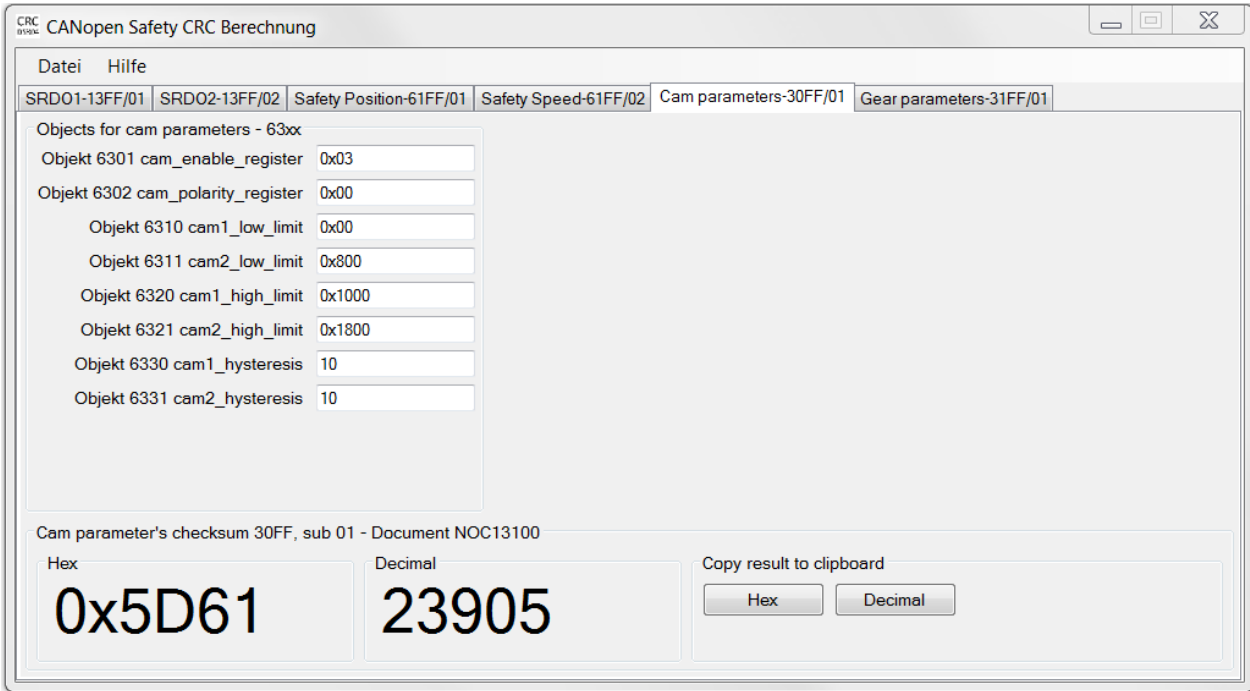 CRC CANopen Safety CRC Berechnung
Datei Hilfe
SRDO1-13FF/01 SRDO2-13FF/02 Safety Position-61FF/01 Safety Speed-61FF/02 Cam parameters-30FF/01 Gear parameters-31FF/01
Objects for cam parameters - 63xx
Objekt 6301 cam_enable_register 0x03
Objekt 6302 cam_polarity_register 0x00
Objekt 6310 cam1_low_limit 0x00
Objekt 6311 cam2_low_limit 0x800
Objekt 6320 cam1_high_limit 0x1000
Objekt 6321 cam2_high_limit 0x1800
Objekt 6330 cam1_hysteresis 10
Objekt 6331 cam2_hysteresis 10
Cam parameter's checksum 30FF, sub 01 - Document NOC13100
Hex Decimal Copy result to clipboard
0x5D61 23905 Hex Decimal